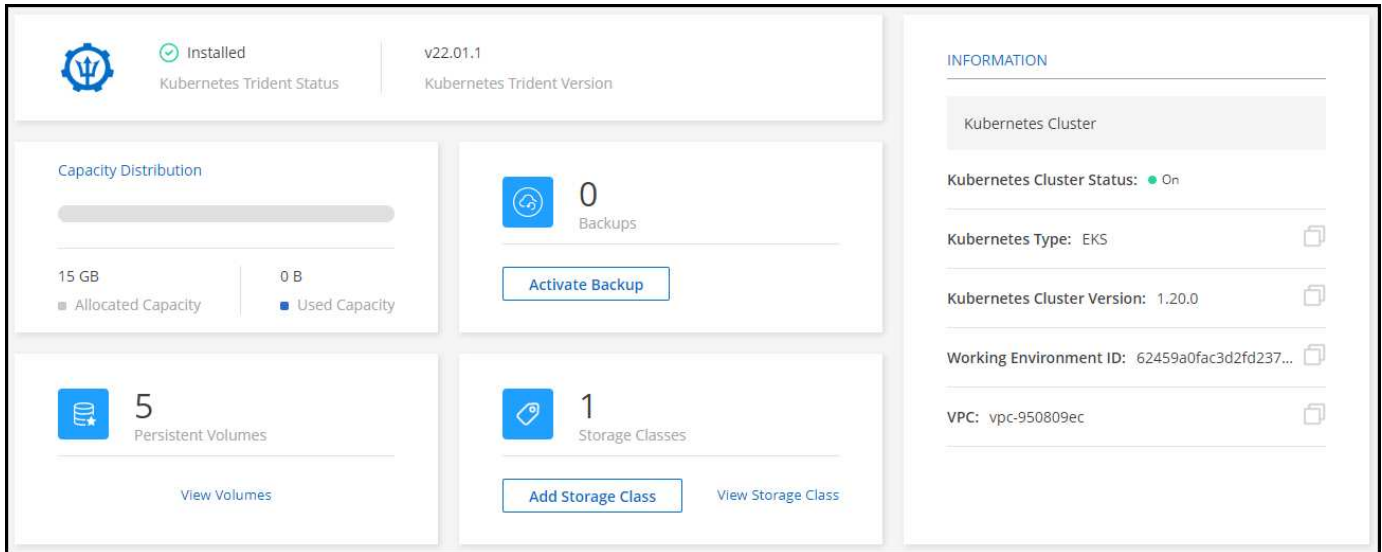 Installed
Kubernetes Trident Status
v22.01.1
Kubernetes Trident Version
Capacity Distribution
15 GB
Allocated Capacity
0 B
Used Capacity
0
Backups
Activate Backup
5
Persistent Volumes
View Volumes
1
Storage Classes
Add Storage Class
View Storage Class
INFORMATION
Kubernetes Cluster
Kubernetes Cluster Status: On
Kubernetes Type: EKS
Kubernetes Cluster Version: 1.20.0
Working Environment ID: 62459a0fac3d2fd237...
VPC: vpc-950809ec